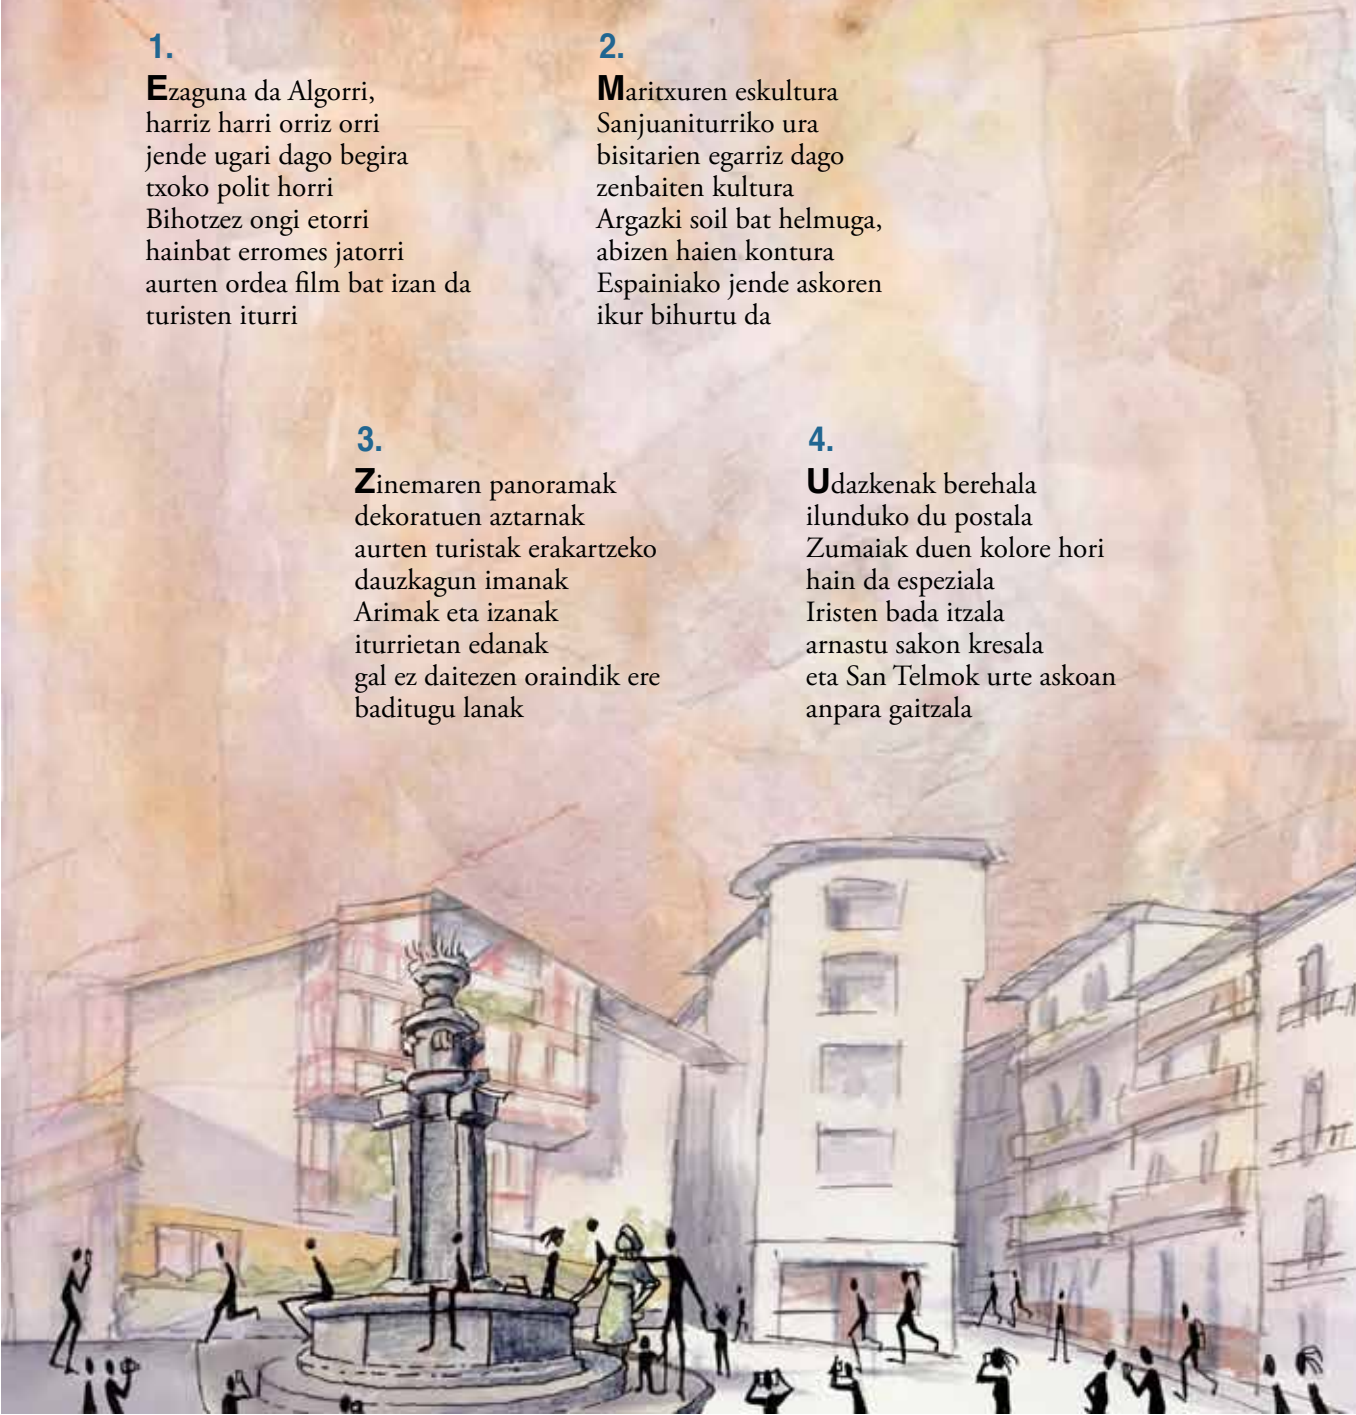 1.
Ezaguna da Algorri,
harriz harri orriz orri
jende ugari dago begira
txoko polit horri
Bihotzez ongi etorri
hainbat erromes jatorri
aurten ordea film bat izan da
turisten iturri
2.
Maritxuren eskultura
Sanjuaniturriko ura
bisitarien egarriz dago
zenbaiten kultura
Argazki soil bat helmuga,
abizen haien kontura
Espainiako jende askoren
ikur bihurtu da
3.
Zinemaren panoramak
dekoratuen aztarnak
aurten turistak erakartzeko
dauzkagun imanak
Arimak eta izanak
iturrietan edanak
gal ez daitezen oraindik ere
baditugu lanak
4.
Udazkenak berehala
ilunduko du postala
Zumaiak duen kolore hori
hain da espeziala
Iristen bada itzala
arnastu sakon kresala
eta San Telmok urte askoan
anpara gaitzala